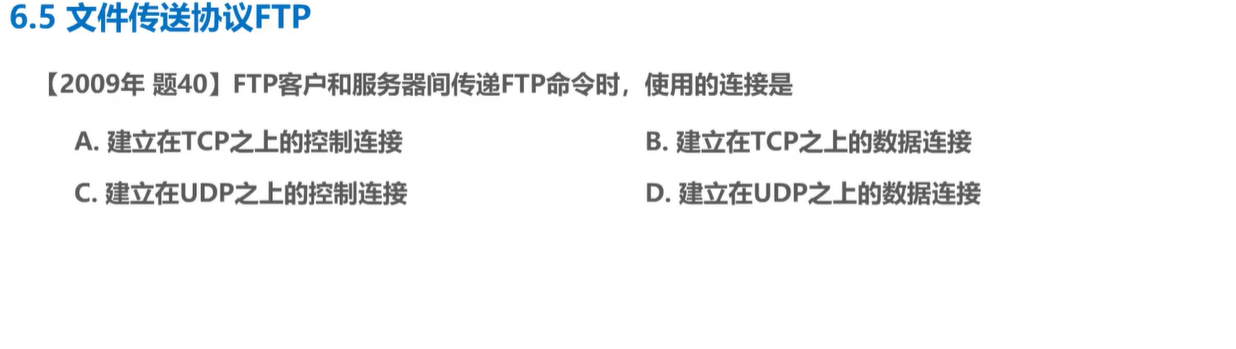 6.5 文件传送协议FTP
【2009年 题40】FTP客户和服务器间传递FTP命令时，使用的连接是
A. 建立在TCP之上的控制连接 B. 建立在TCP之上的数据连接
C. 建立在UDP之上的控制连接 D. 建立在UDP之上的数据连接